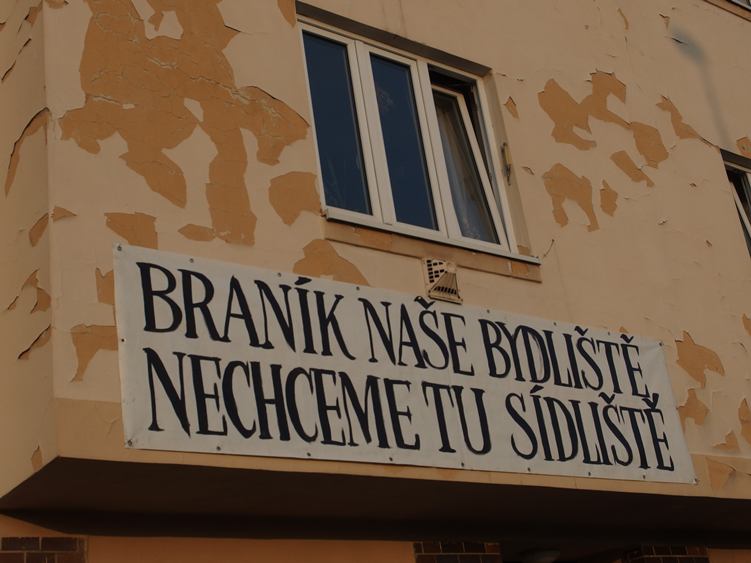 BRANÍK NAŠE BYDLIŠTĚ,
NECHCEME TU SÍDLIŠTĚ